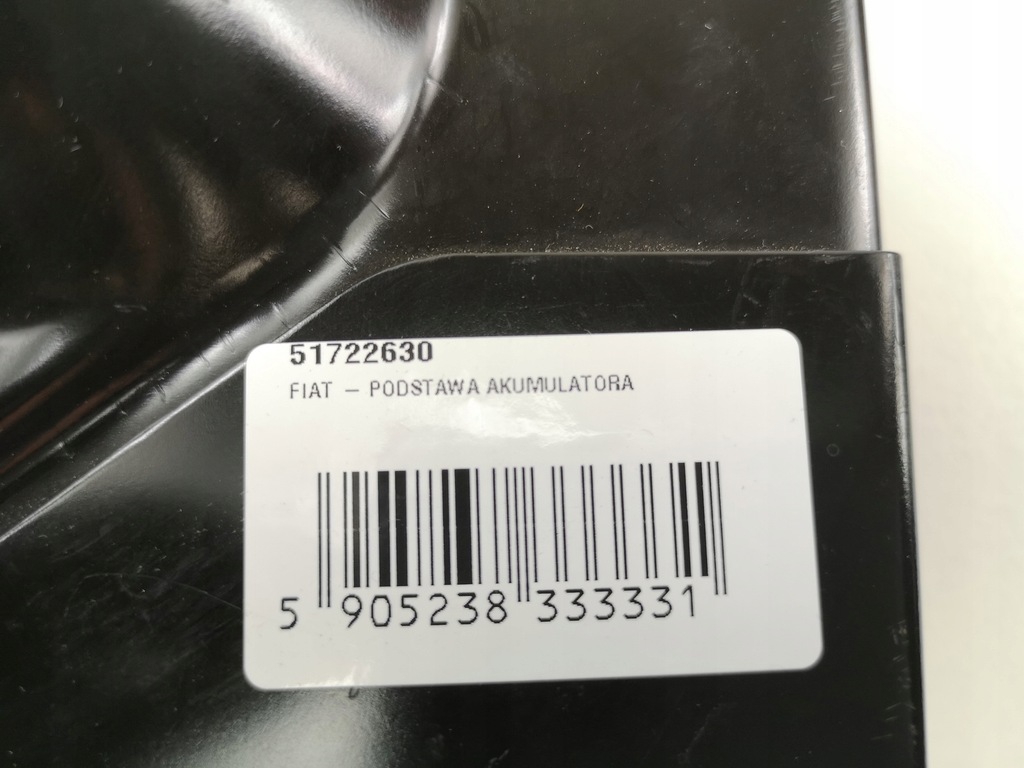 51722630
FIAT – PODSTAWA AKUMULATORA
5 905238 333331